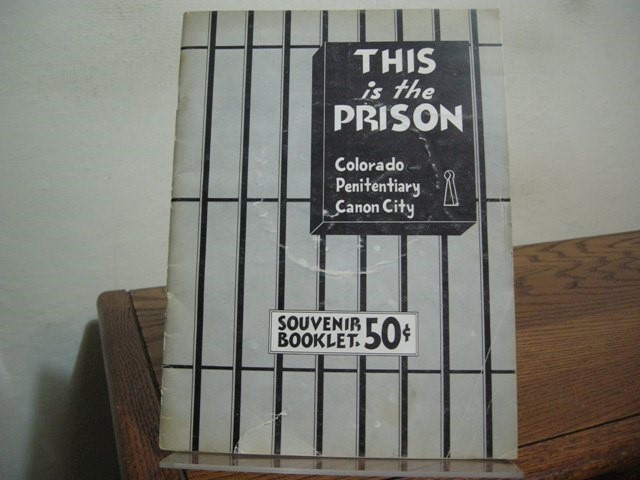 THIS
is the
PRISON
Colorado
Penitentiary
Canon City
SOUVENIR
BOOKLET. 50¢